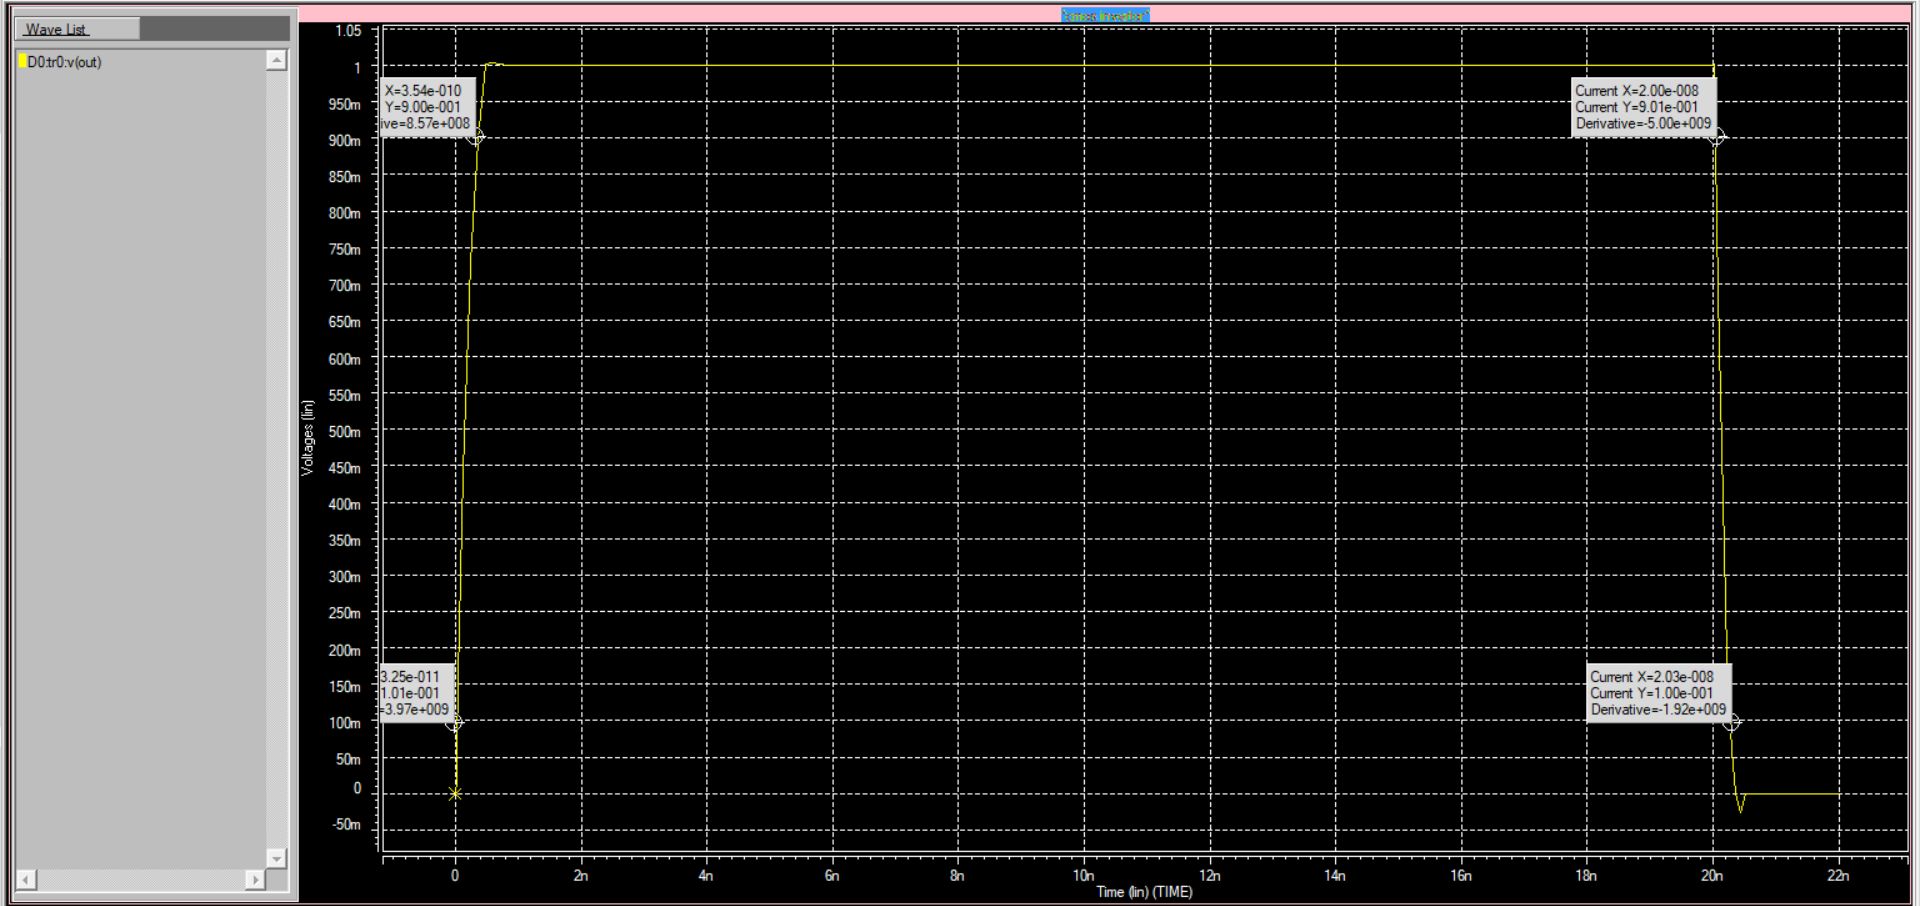 "cmos inverter"
Wave List
D0:tr0:v(out)
1.05
1
950m
900m
850m
800m
750m
700m
650m
600m
550m
500m
450m
400m
350m
300m
250m
200m
150m
100m
50m
0
-50m
Voltages (lin)
X=3.54e-010
Y=9.00e-001
ive=8.57e+008
3.25e-011
1.01e-001
=3.97e+009
Current X=2.00e-008
Current Y=9.01e-001
Derivative=-5.00e+009
Current X=2.03e-008
Current Y=1.00e-001
Derivative=-1.92e+009
0
2n
4n
6n
8n
10n
12n
14n
16n
18n
20n
22n
Time (lin) (TIME)